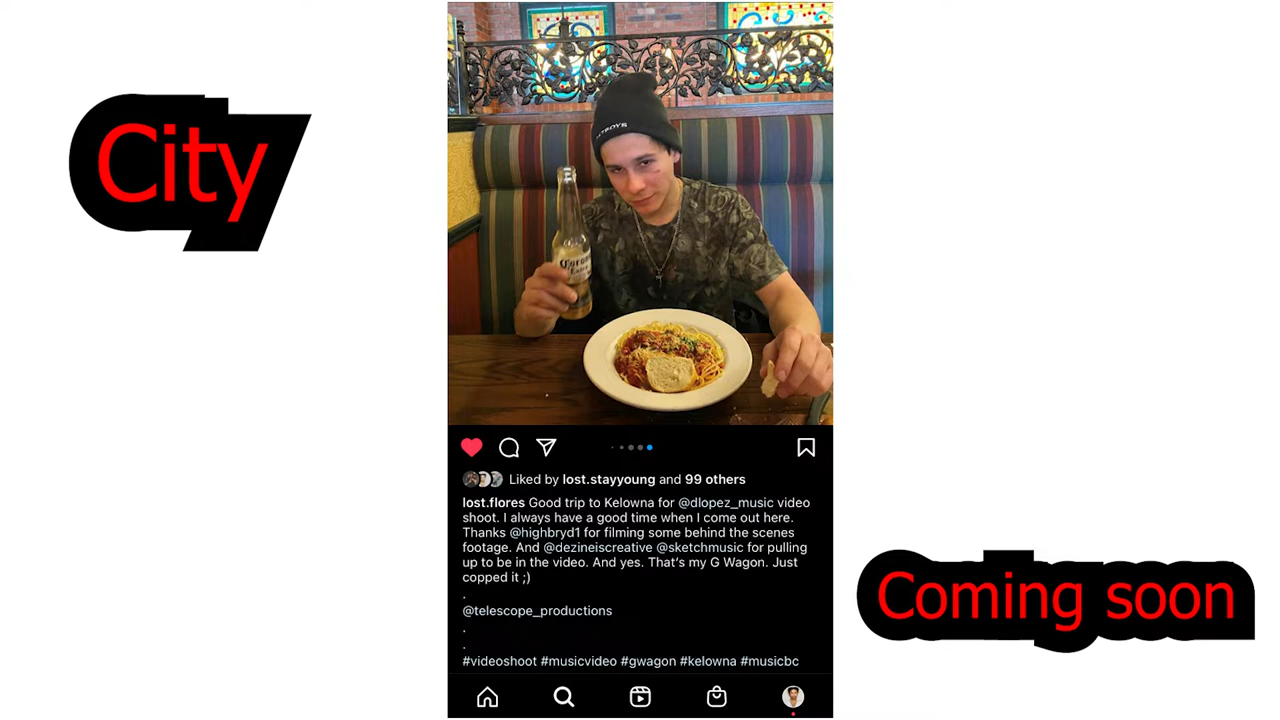 City
Corona
Extra
Liked by lost.stayyoung and 99 others
lost.flores Good trip to Kelowna for @dlopez_music video
shoot. I always have a good time when I come out here.
Thanks @highbryd1 for filming some behind the scenes
footage. And @dezineiscreative @sketchmusic for pulling
up to be in the video. And yes. That’s my G Wagon. Just
copped it ;)
.
@telescope_productions
.
.
#videoshoot #musicvideo #gwagon #kelowna #musicbc
Coming soon